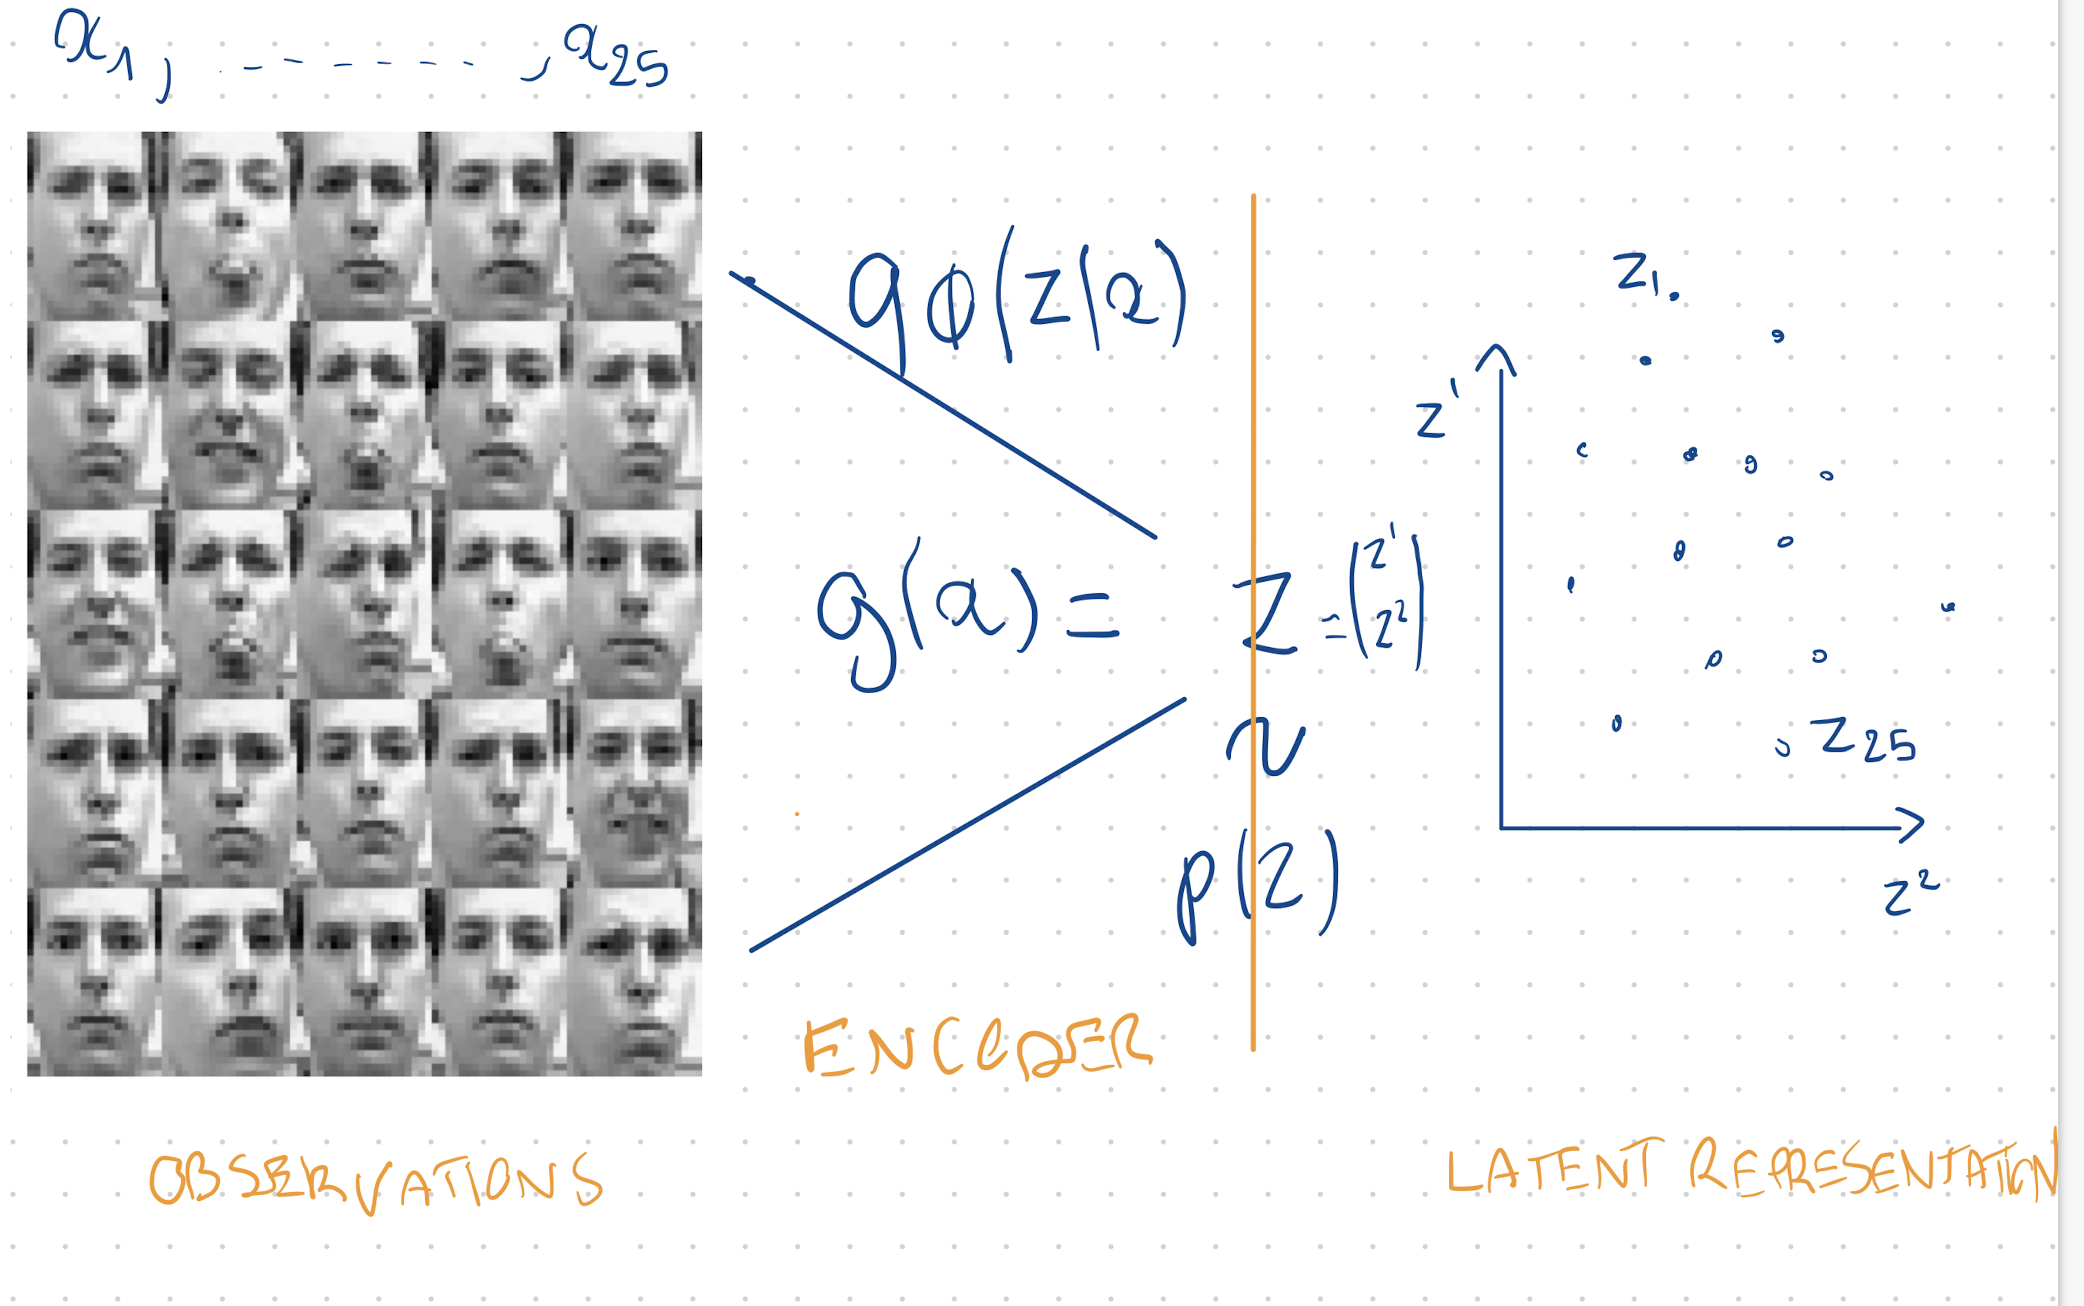 x₁, . - - - - - - - , x₂₅
qϕ(z|x)
z₁
z¹
g(x) = z = (z¹ z²)
~
z₂₅
p(z)
z²
ENCODER
OBSERVATIONS
LATENT REPRESENTATION